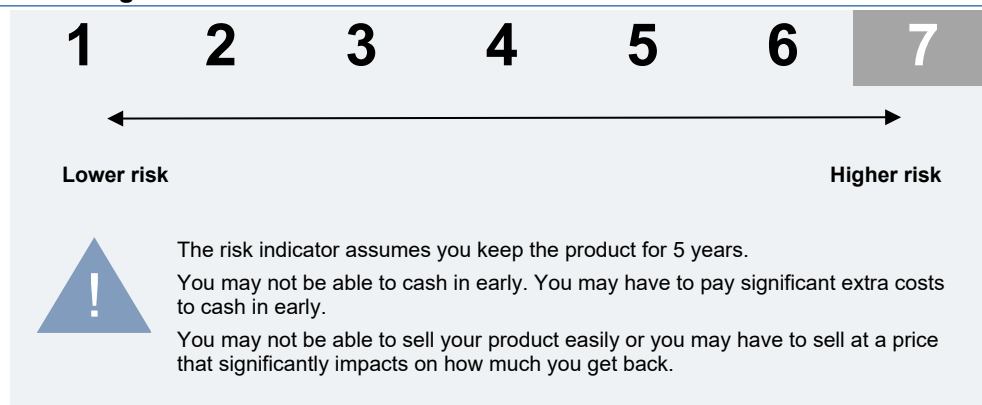 1 2 3 4 5 6 7
Lower risk Higher risk
!
The risk indicator assumes you keep the product for 5 years.
You may not be able to cash in early. You may have to pay significant extra costs
to cash in early.
You may not be able to sell your product easily or you may have to sell at a price
that significantly impacts on how much you get back.